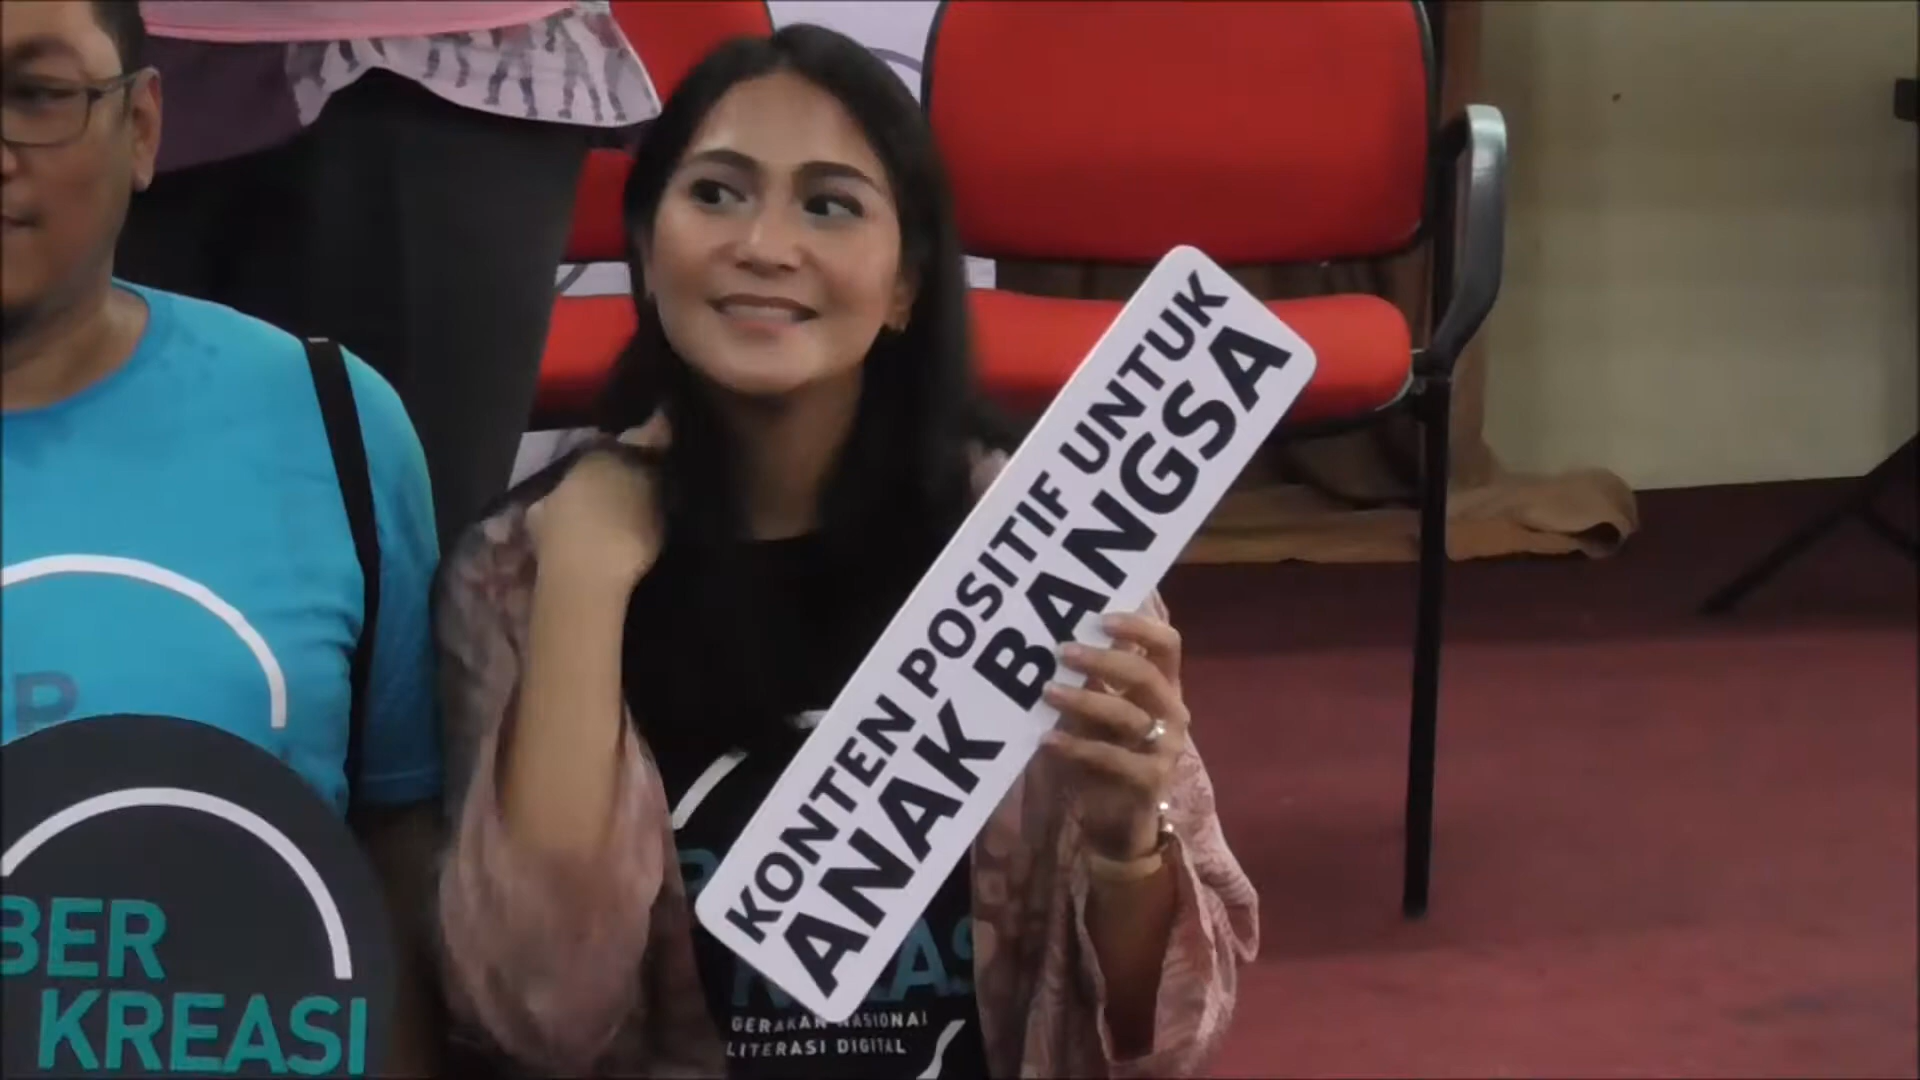 KONTEN POSITIF UNTUK
ANAK BANGSA
BER
KREASI
GERAKAN NASIONAL
LITERASI DIGITAL